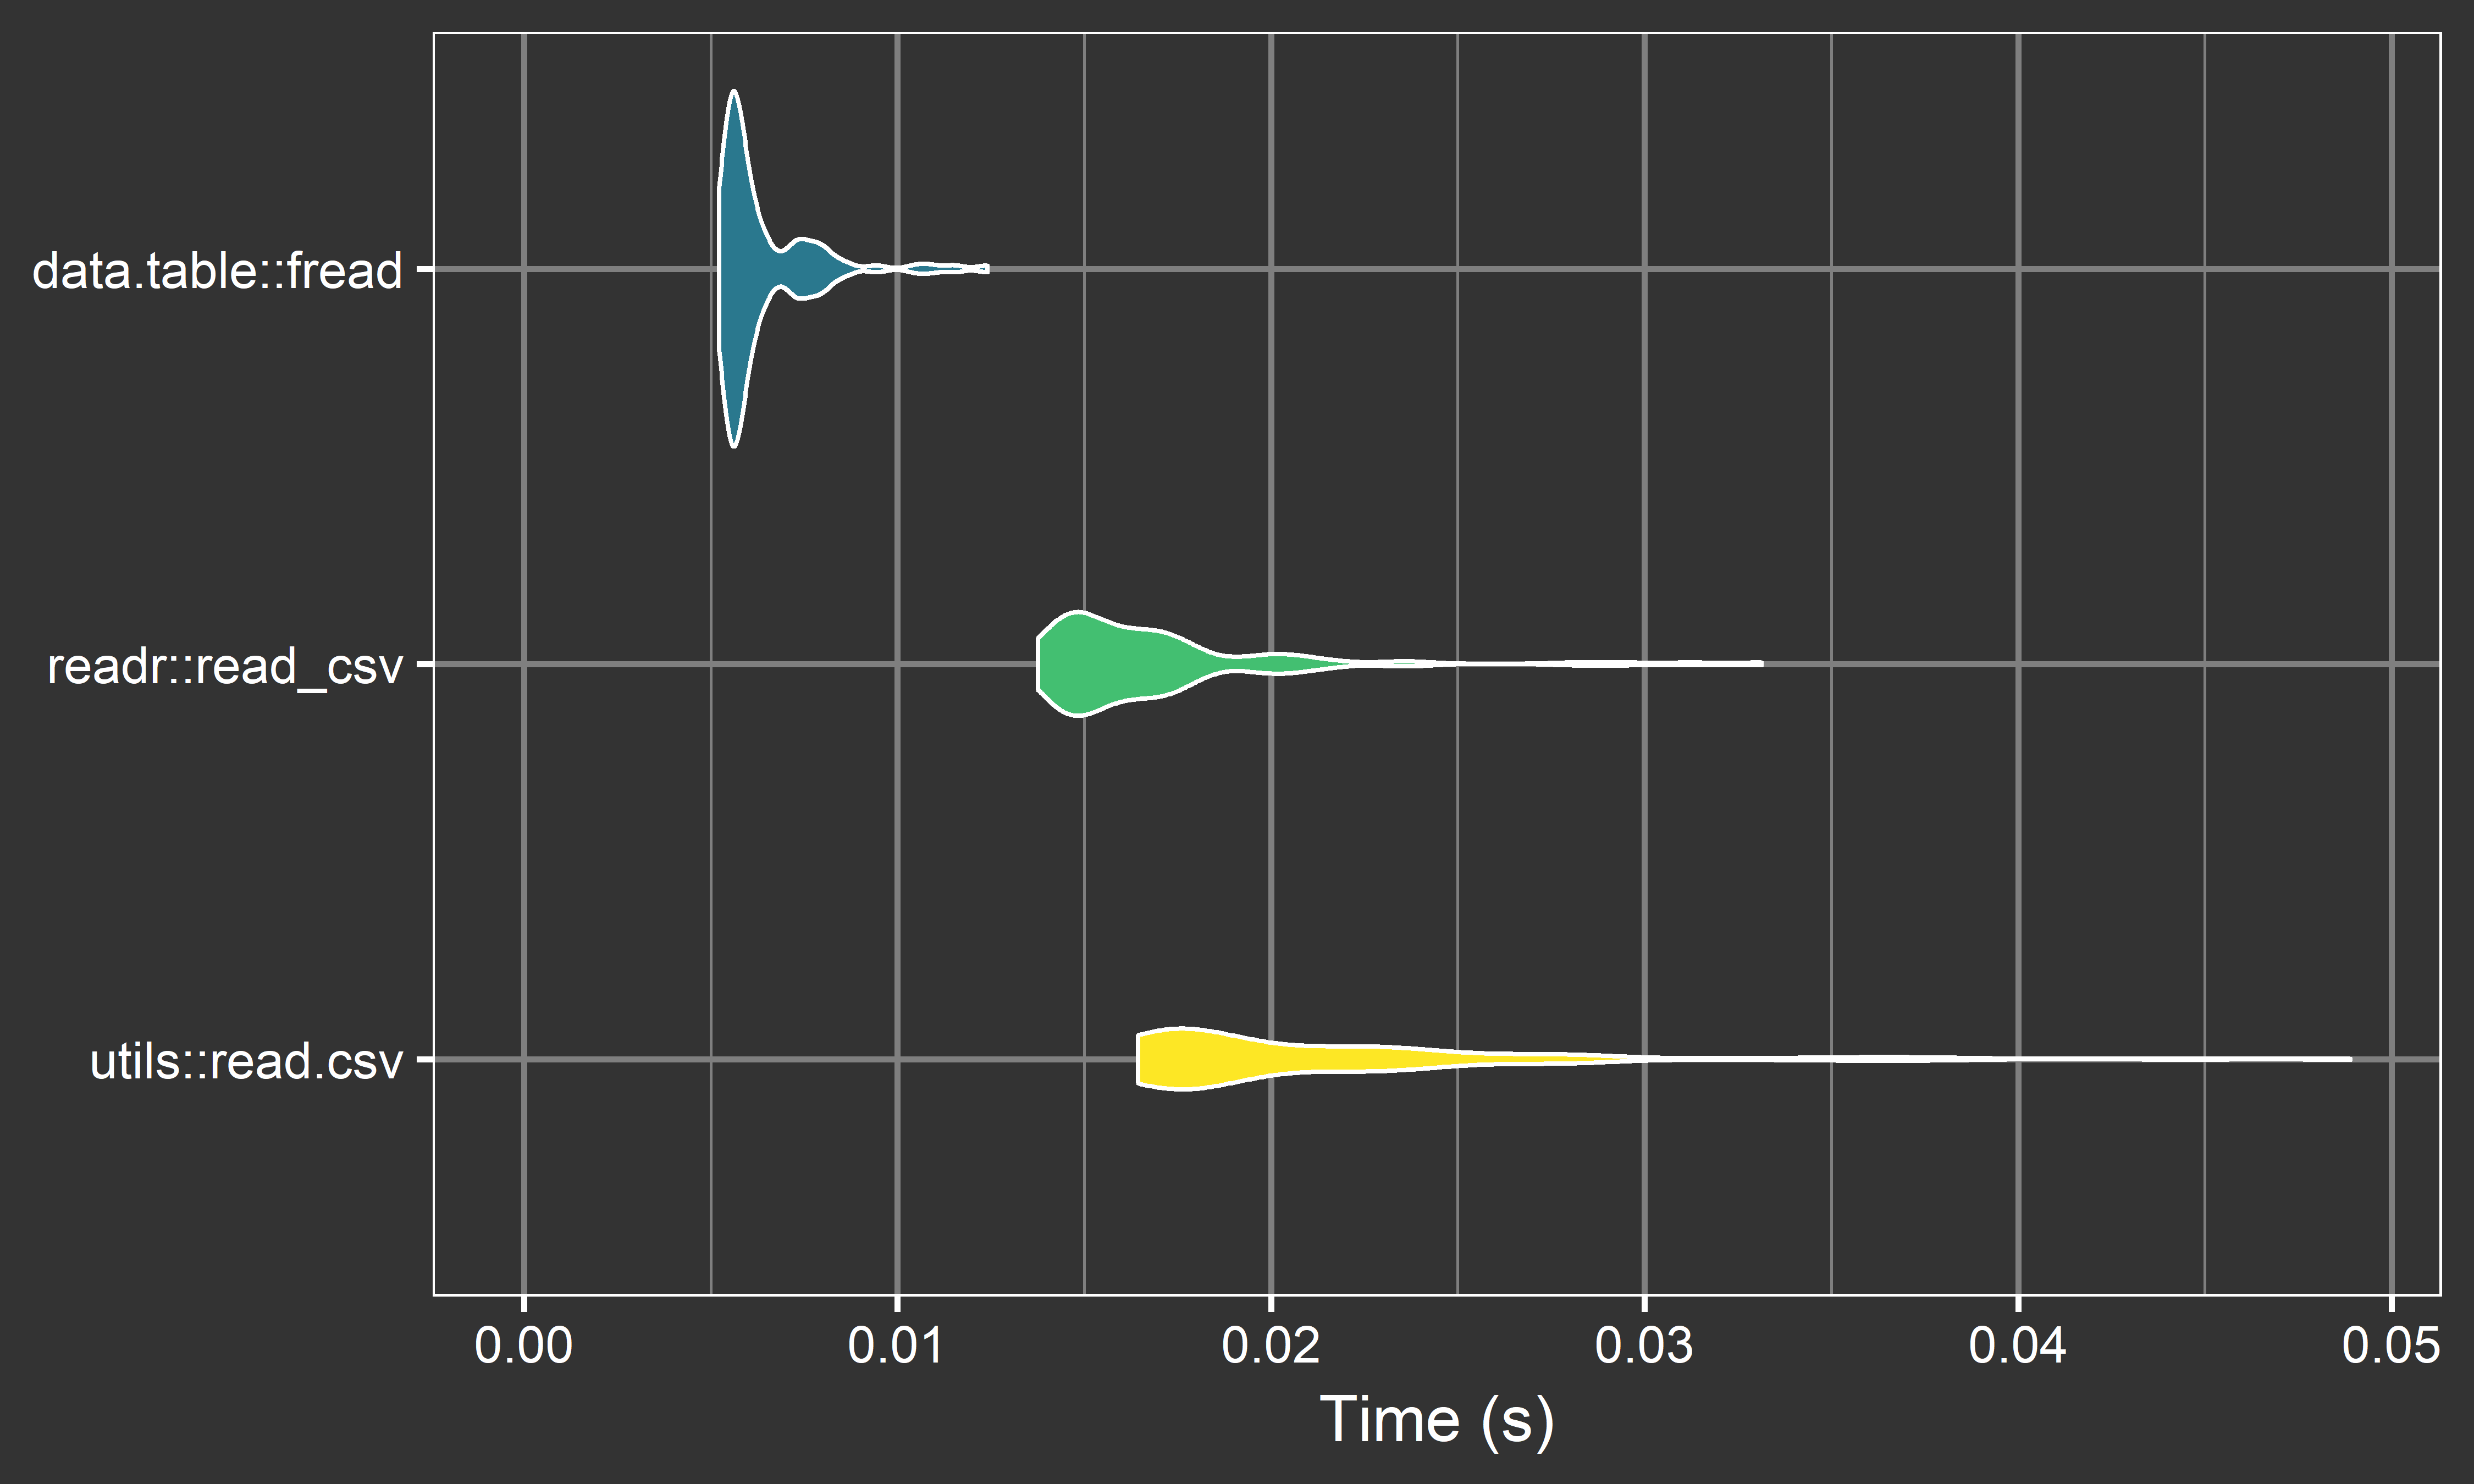 data.table::fread
readr::read_csv
utils::read.csv
0.00 0.01 0.02 0.03 0.04 0.05
Time (s)